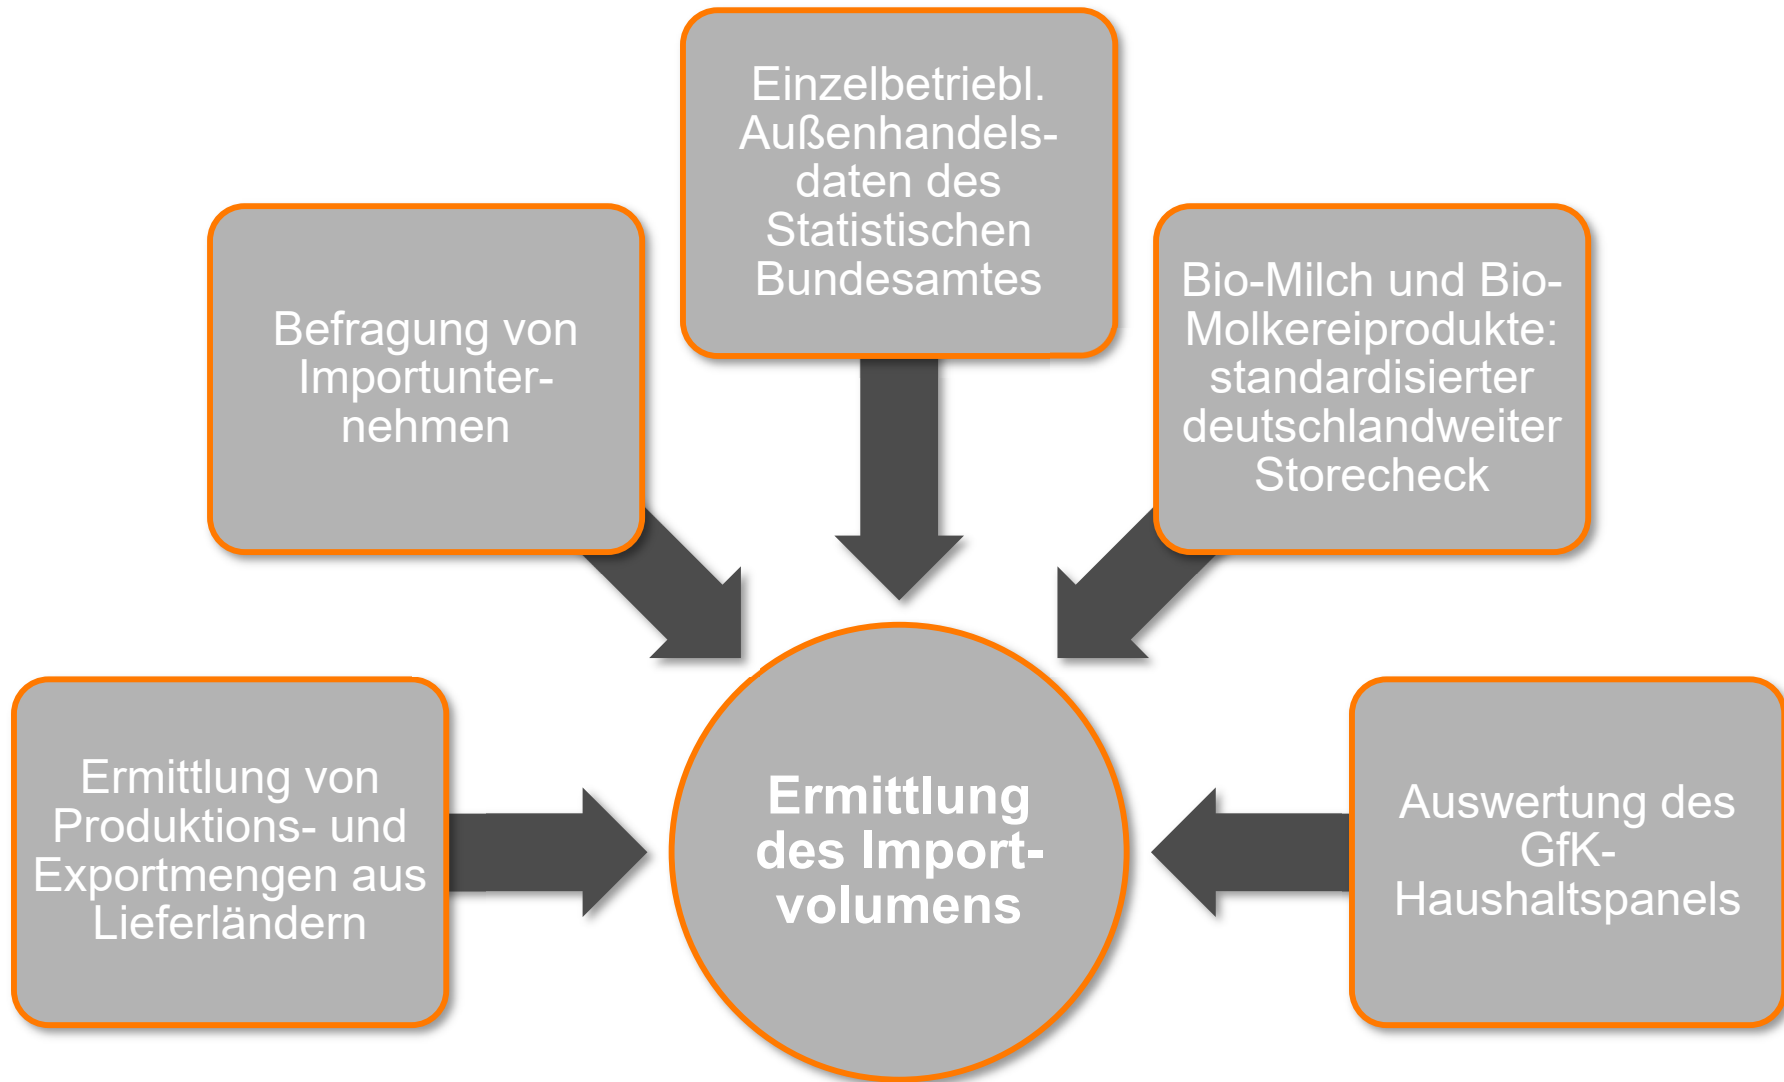 Einzelbetriebl.
Außenhandels-
daten des
Statistischen
Bundesamtes
Befragung von
Importunter-
nehmen
Bio-Milch und Bio-
Molkereiprodukte:
standardisierter
deutschlandweiter
Storecheck
Ermittlung von
Produktions- und
Exportmengen aus
Lieferländern
Ermittlung
des Import-
volumens
Auswertung des
GfK-
Haushaltspanels